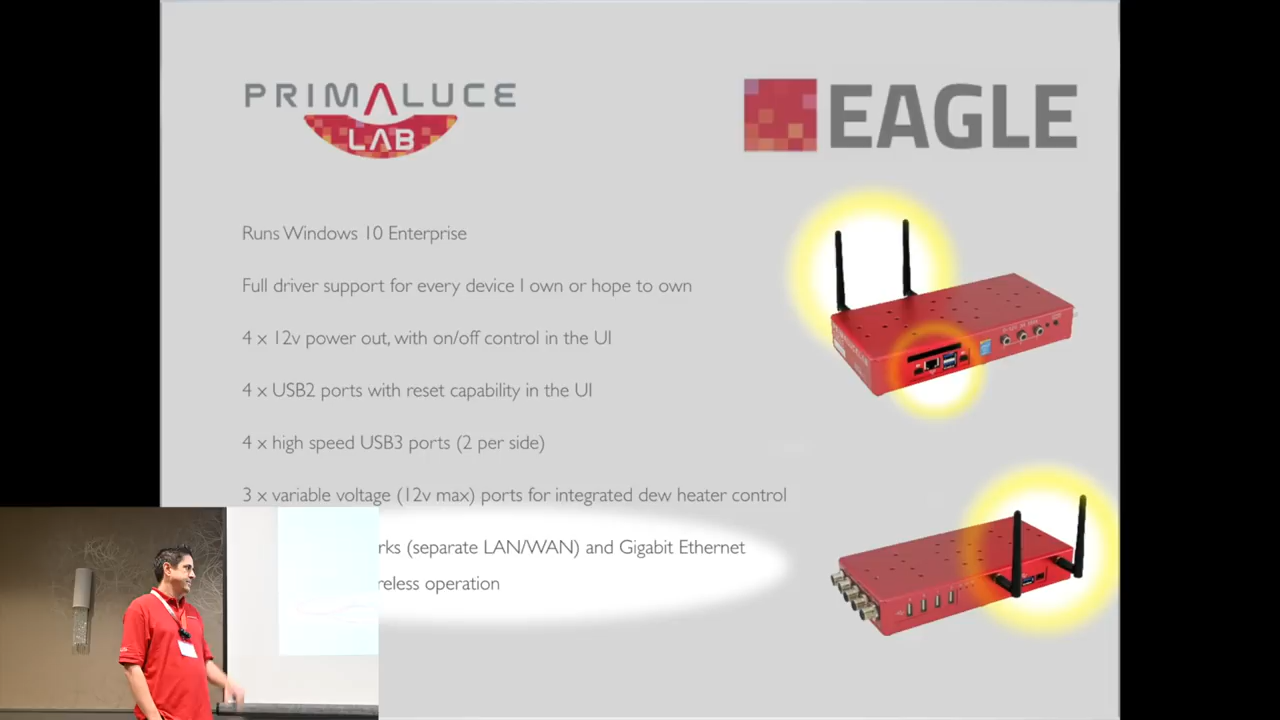 PRIMALUCE
LAB
EAGLE
Runs Windows 10 Enterprise
Full driver support for every device I own or hope to own
4 x 12v power out, with on/off control in the UI
4 x USB2 ports with reset capability in the UI
4 x high speed USB3 ports (2 per side)
3 x variable voltage (12v max) ports for integrated dew heater control
(separate LAN/WAN) and Gigabit Ethernet
operation